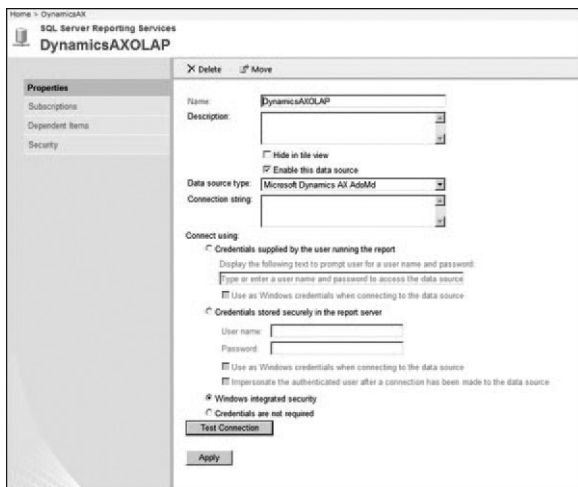 Home > DynamicsAX
SQL Server Reporting Services
DynamicsAXOLAP
Delete Move
Properties
Subscriptions
Dependent Items
Security
Name: DynamicsAXOLAP
Description:
Hide in tile view
Enable this data source
Data source type: Microsoft Dynamics AX AdoMd
Connection string:
Connect using:
Credentials supplied by the user running the report
Display the following text to prompt user for a user name and password:
Type or enter a user name and password to access the data source
Use as Windows credentials when connecting to the data source
Credentials stored securely in the report server
User name:
Password:
Use as Windows credentials when connecting to the data source
Impersonate the authenticated user after a connection has been made to the data source
Windows integrated security
Credentials are not required
Test Connection
Apply